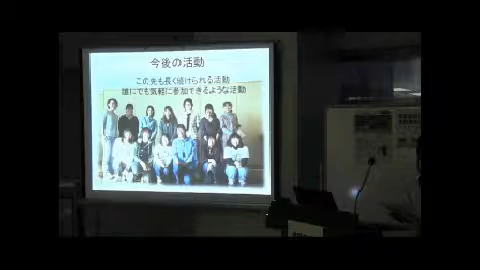 今後の活動
この先も長く続けられる活動
誰にでも気軽に参加できるような活動